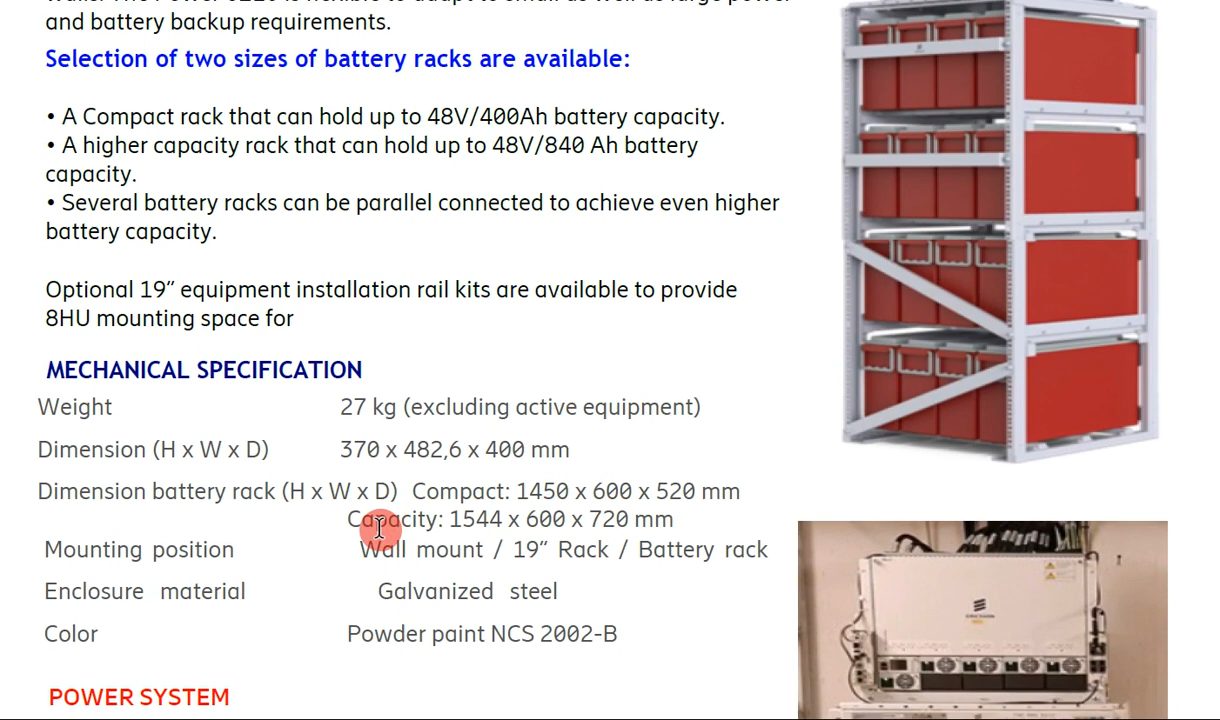 and battery backup requirements.
Selection of two sizes of battery racks are available:
• A Compact rack that can hold up to 48V/400Ah battery capacity.
• A higher capacity rack that can hold up to 48V/840 Ah battery
capacity.
• Several battery racks can be parallel connected to achieve even higher
battery capacity.
Optional 19” equipment installation rail kits are available to provide
8HU mounting space for
MECHANICAL SPECIFICATION
Weight 27 kg (excluding active equipment)
Dimension (H x W x D) 370 x 482,6 x 400 mm
Dimension battery rack (H x W x D) Compact: 1450 x 600 x 520 mm
Capacity: 1544 x 600 x 720 mm
Mounting position Wall mount / 19” Rack / Battery rack
Enclosure material Galvanized steel
Color Powder paint NCS 2002-B
POWER SYSTEM
ERICSSON